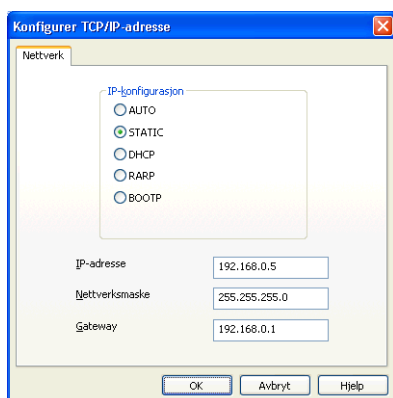 Konfigurer TCP/IP-adresse
Nettverk
IP-konfigurasjon
AUTO
STATIC
DHCP
RARP
BOOTP
IP-adresse 192.168.0.5
Nettverksmaske 255.255.255.0
Gateway 192.168.0.1
OK Avbryt Hjelp